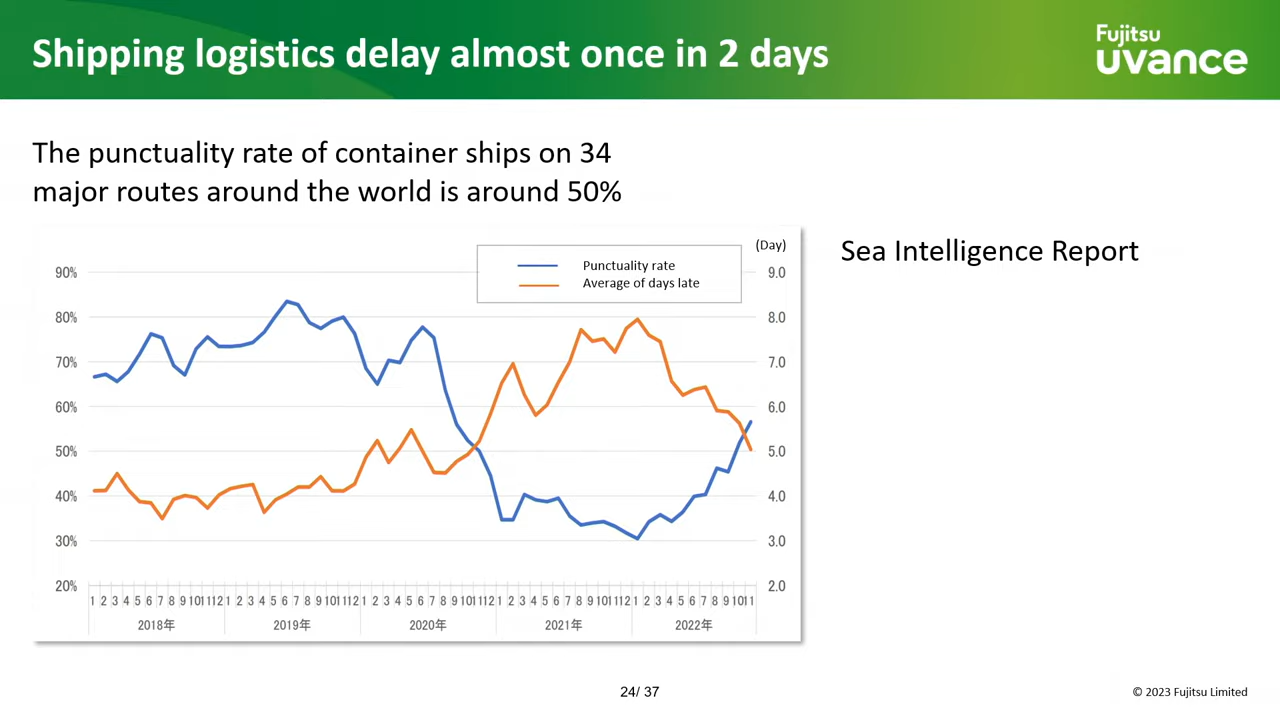 Shipping logistics delay almost once in 2 days
Fujitsu
uvance
The punctuality rate of container ships on 34
major routes around the world is around 50%
Sea Intelligence Report
(Day)
Punctuality rate
Average of days late
90% 9.0
80% 8.0
70% 7.0
60% 6.0
50% 5.0
40% 4.0
30% 3.0
20% 2.0
1 2 3 4 5 6 7 8 9 10 11 12 1 2 3 4 5 6 7 8 9 10 11 12 1 2 3 4 5 6 7 8 9 10 11 12 1 2 3 4 5 6 7 8 9 10 11 12 1 2 3 4 5 6 7 8 9 10 11
2018年 2019年 2020年 2021年 2022年
24/ 37
© 2023 Fujitsu Limited